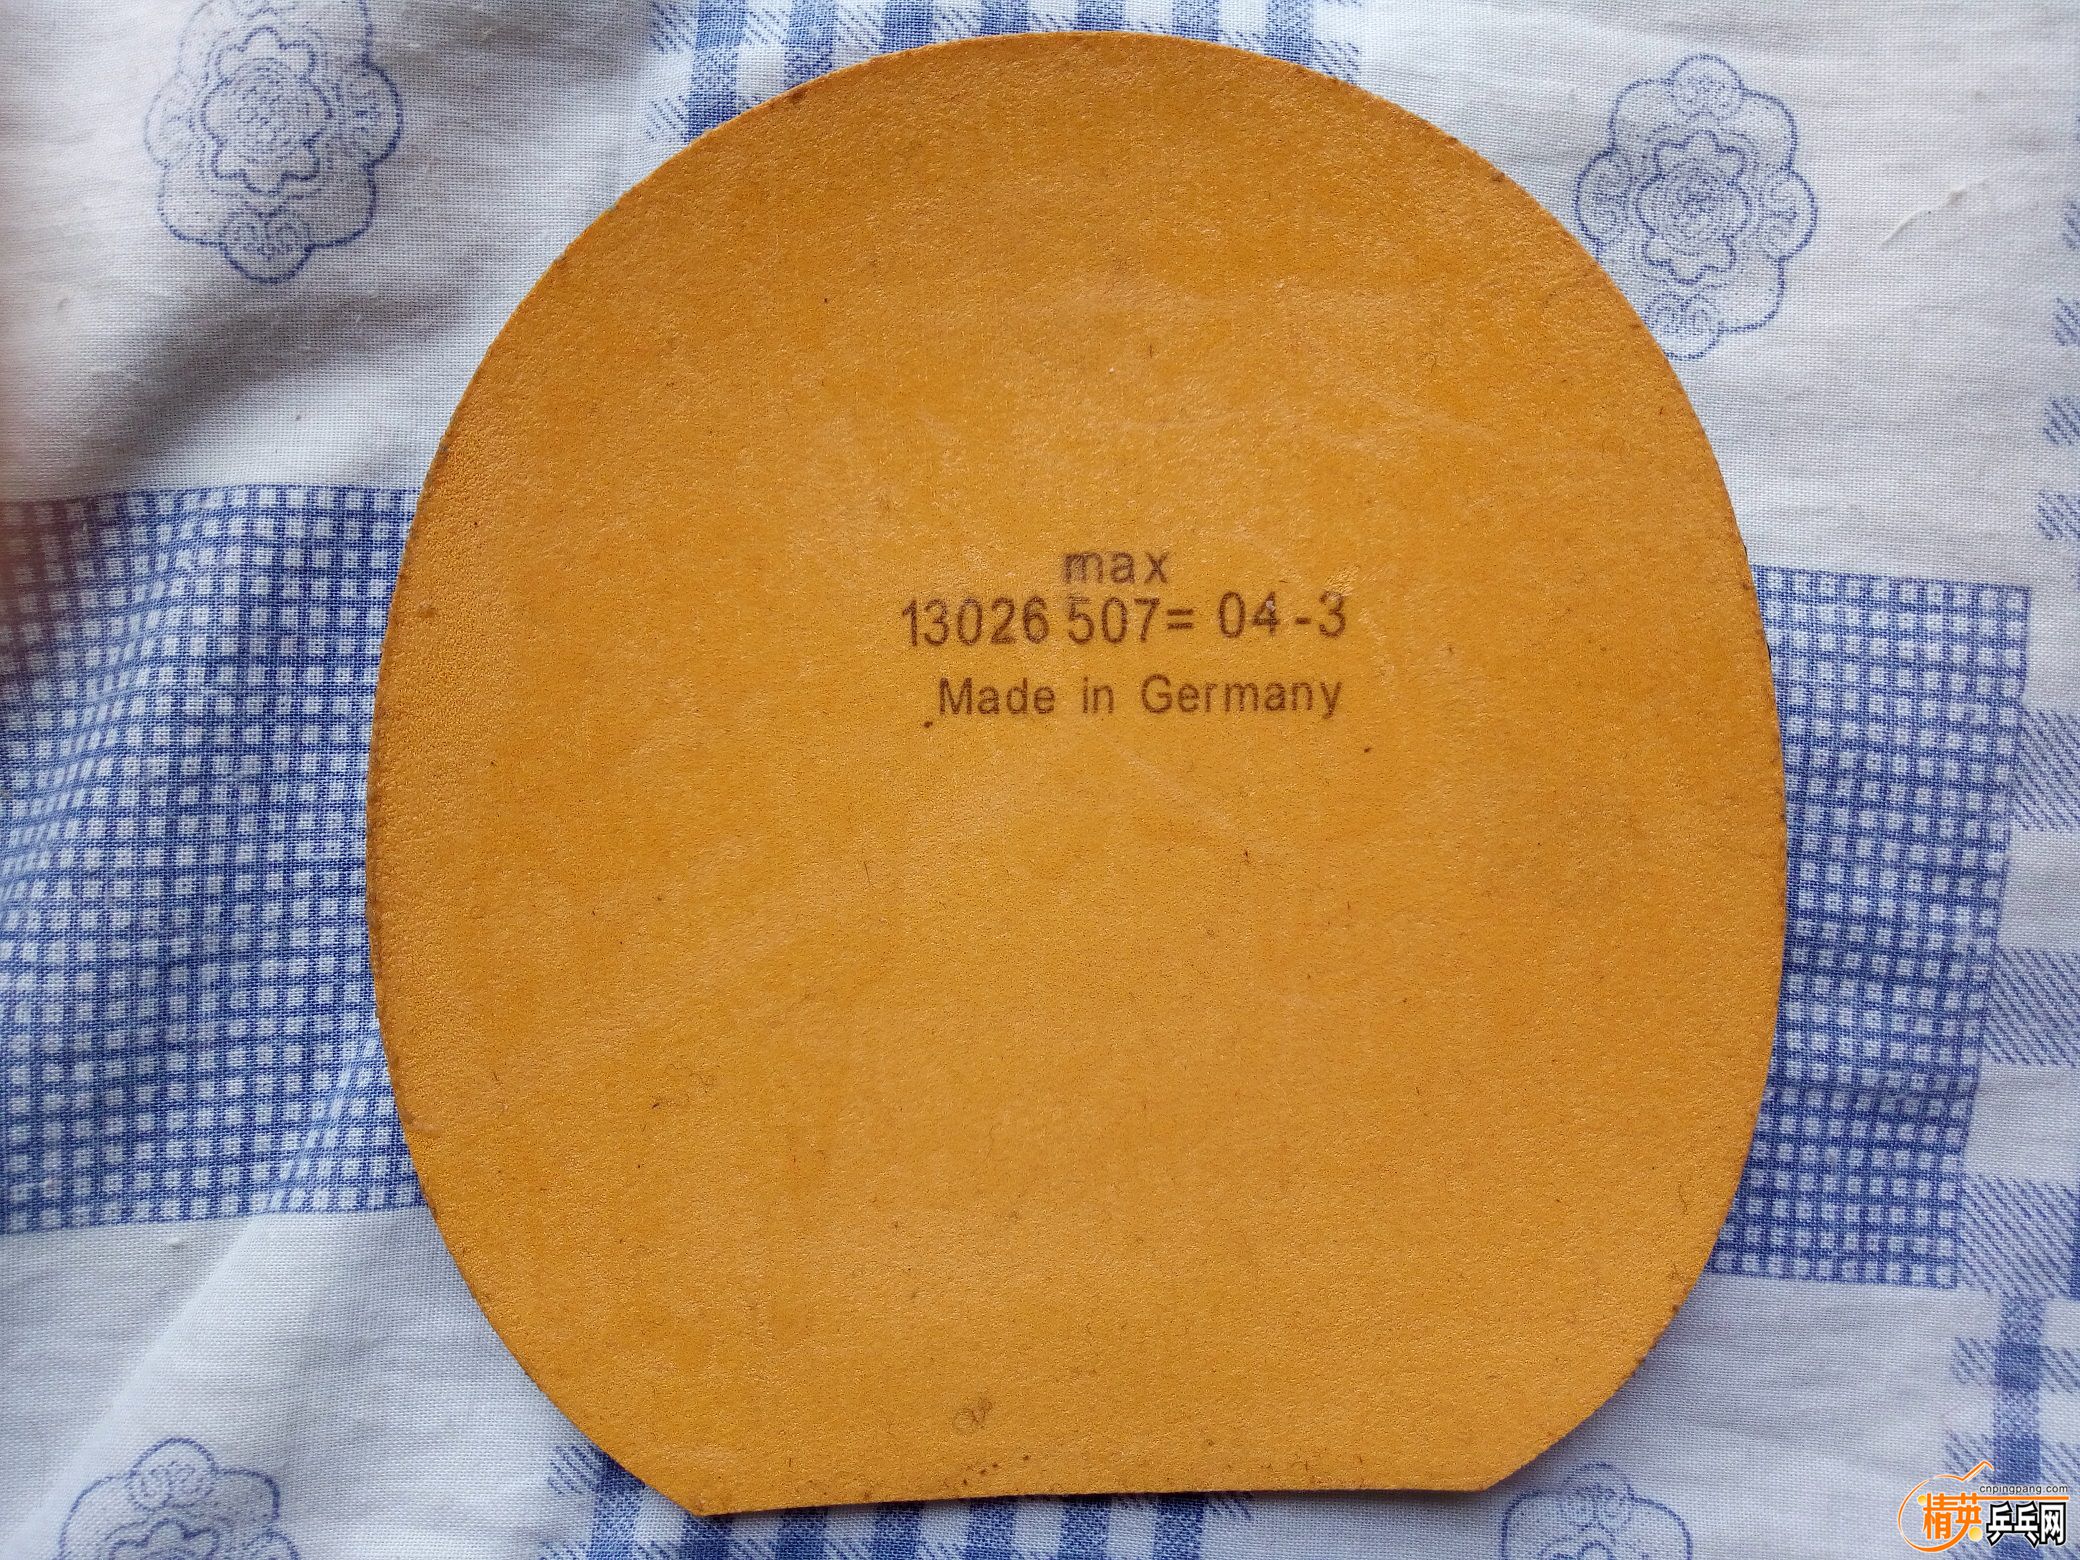 max
13026 507= 04-3
Made in Germany
cnpingpang.com
精英乒乓网